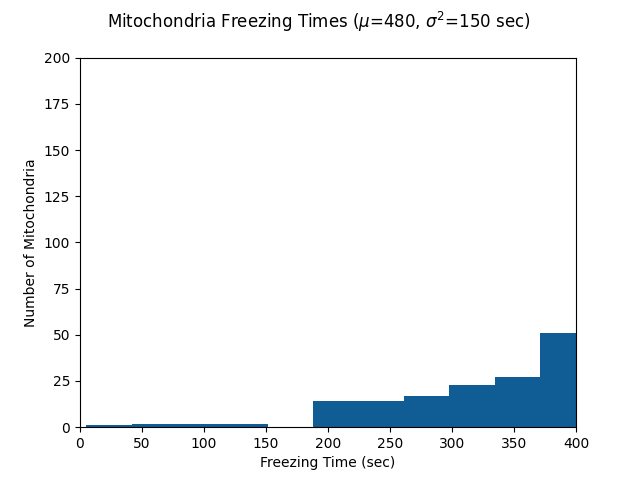 Mitochondria Freezing Times (μ=480, σ²=150 sec)
200
175
150
125
100
75
50
25
0
Number of Mitochondria
0 50 100 150 200 250 300 350 400
Freezing Time (sec)